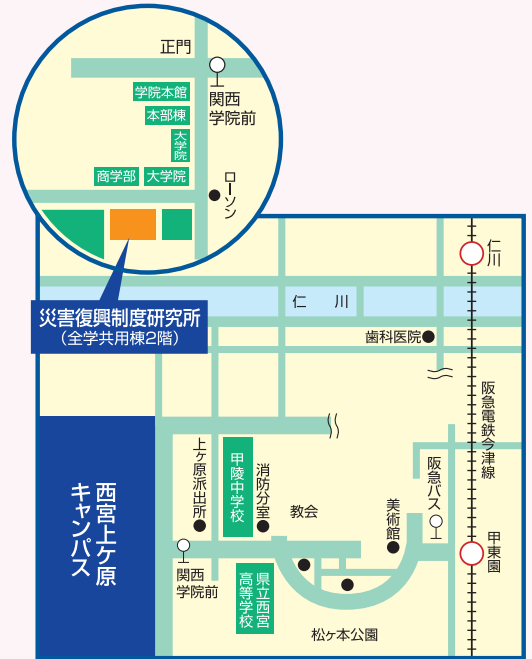 正門
関西
学院前
学院本館
本部棟
大学院
商学部
大学院
ローソン
災害復興制度研究所
(全学共用棟2階)
仁川
仁川
歯科医院
阪急電鉄今津線
西宮上ケ原
キャンパス
上ケ原派出所
甲陵中学校
消防分室
教会
美術館
阪急バス
甲東園
関西
学院前
県立西宮
高等学校
松ケ本公園